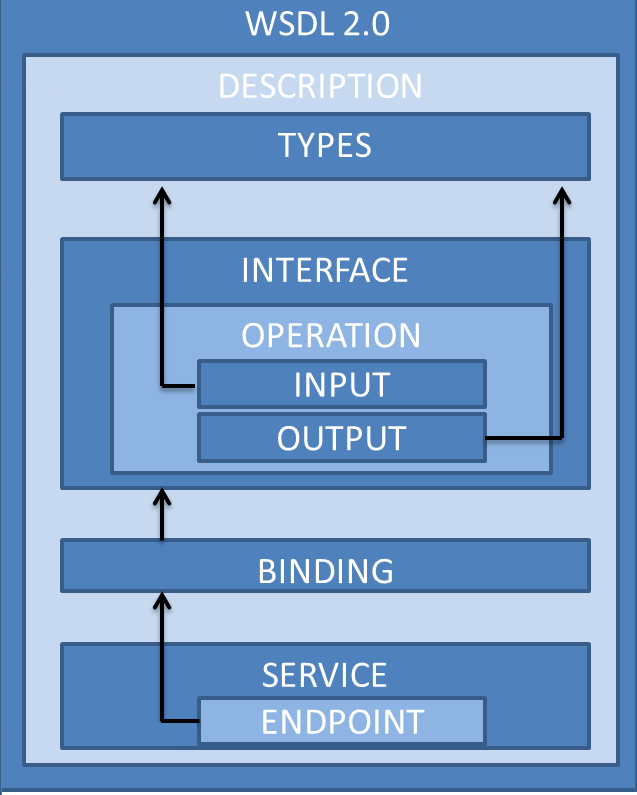 WSDL 2.0
DESCRIPTION
TYPES
INTERFACE
OPERATION
INPUT
OUTPUT
BINDING
SERVICE
ENDPOINT